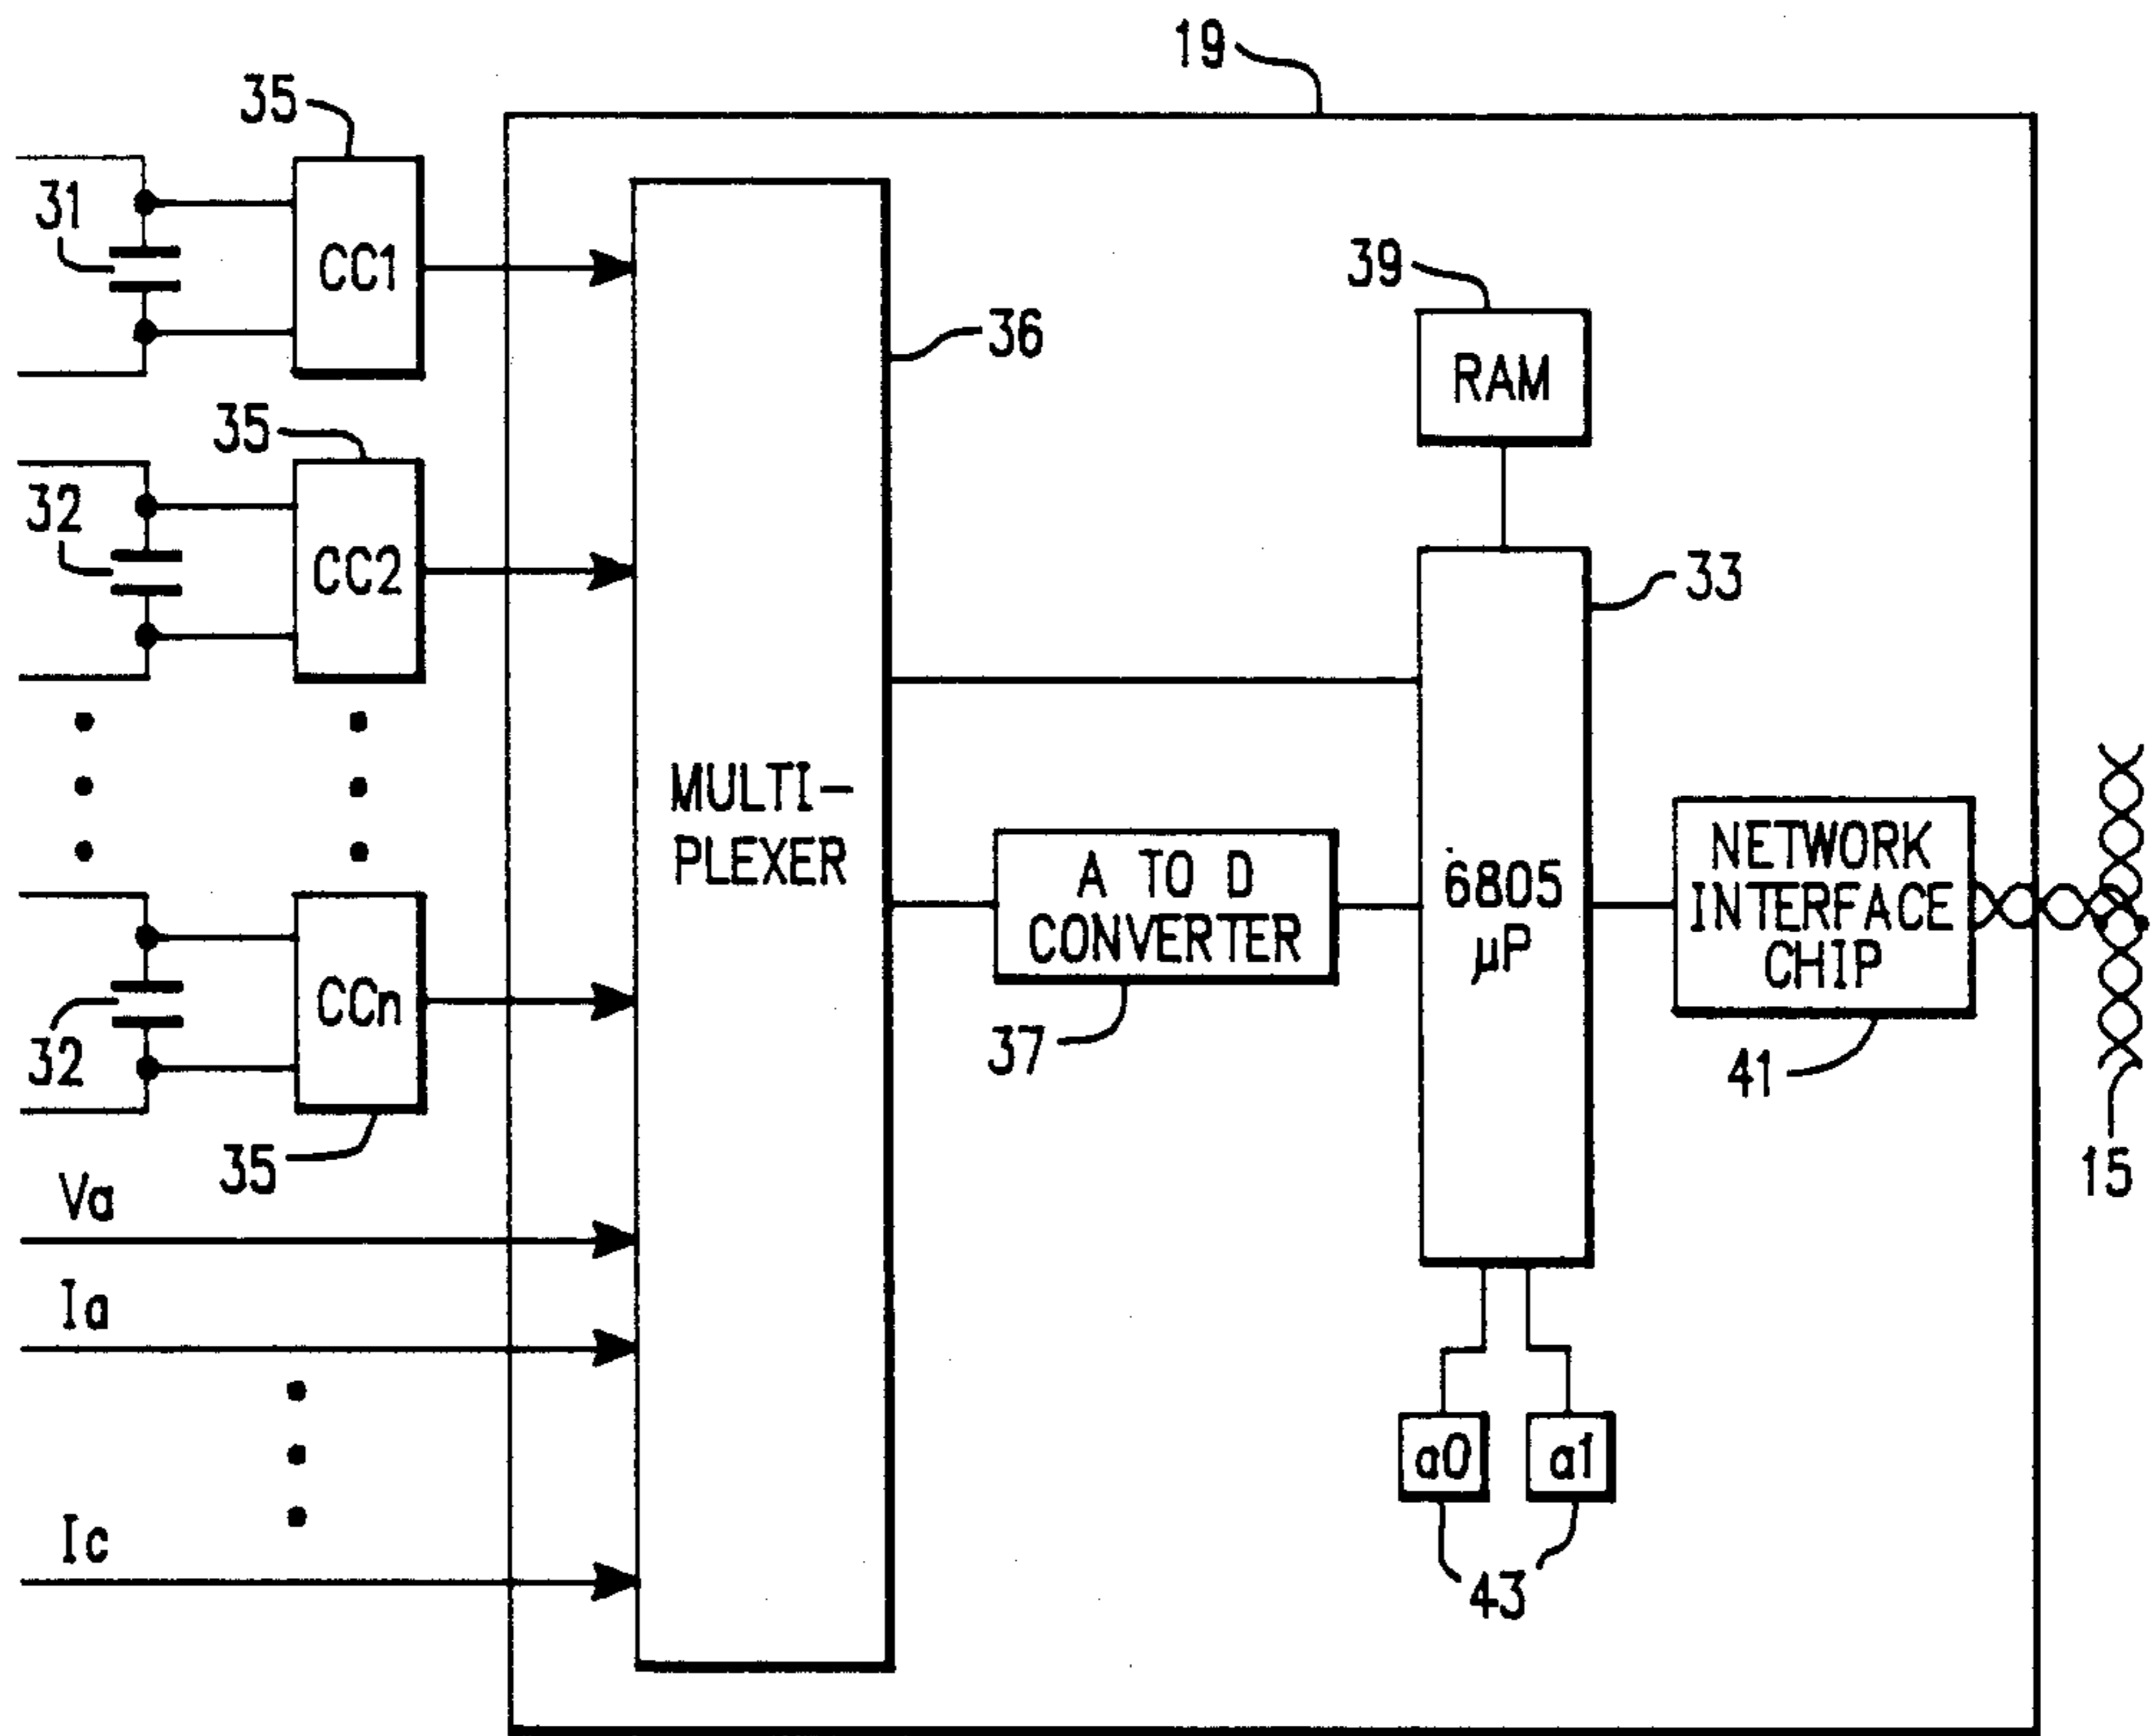 19
35
31
CC1
36
39
RAM
35
32
CC2
33
MULTI-
PLEXER
A TO D
CONVERTER
37
6805
µP
NETWORK
INTERFACE
CHIP
41
15
CCn
32
35
Va
Ia
Ic
a0
a1
43